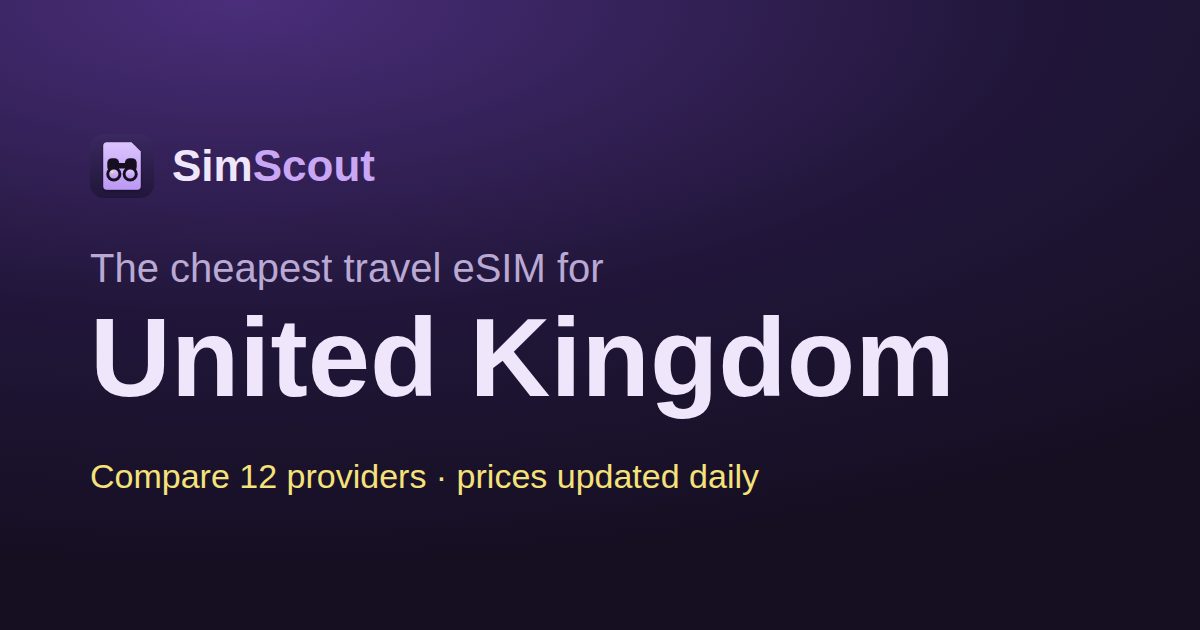 SimScout
The cheapest travel eSIM for
United Kingdom
Compare 12 providers · prices updated daily